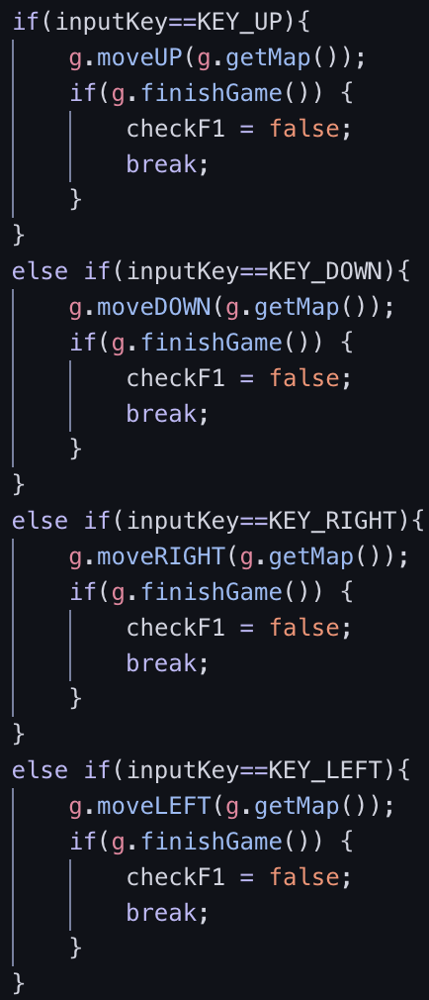 if(inputKey==KEY_UP){
    g.moveUP(g.getMap());
    if(g.finishGame()) {
        checkF1 = false;
        break;
    }
}
else if(inputKey==KEY_DOWN){
    g.moveDOWN(g.getMap());
    if(g.finishGame()) {
        checkF1 = false;
        break;
    }
}
else if(inputKey==KEY_RIGHT){
    g.moveRIGHT(g.getMap());
    if(g.finishGame()) {
        checkF1 = false;
        break;
    }
}
else if(inputKey==KEY_LEFT){
    g.moveLEFT(g.getMap());
    if(g.finishGame()) {
        checkF1 = false;
        break;
    }
}